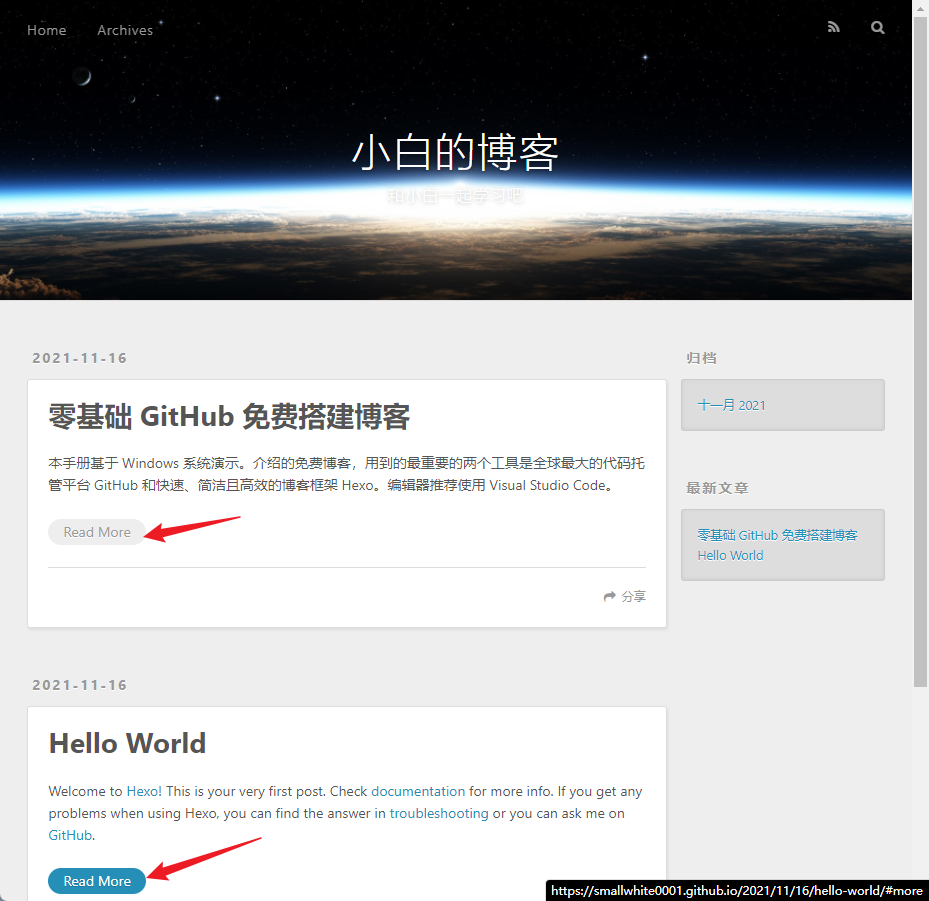 Home Archives
小白的博客
和小白一起学习吧
2021-11-16
零基础 GitHub 免费搭建博客
本手册基于 Windows 系统演示。介绍的免费博客，用到的最重要的两个工具是全球最大的代码托
管平台 GitHub 和快速、简洁且高效的博客框架 Hexo。编辑器推荐使用 Visual Studio Code。
Read More
分享
2021-11-16
Hello World
Welcome to Hexo! This is your very first post. Check documentation for more info. If you get any
problems when using Hexo, you can find the answer in troubleshooting or you can ask me on
GitHub.
Read More
归档
十一月 2021
最新文章
零基础 GitHub 免费搭建博客
Hello World
https://smallwhite0001.github.io/2021/11/16/hello-world/#more